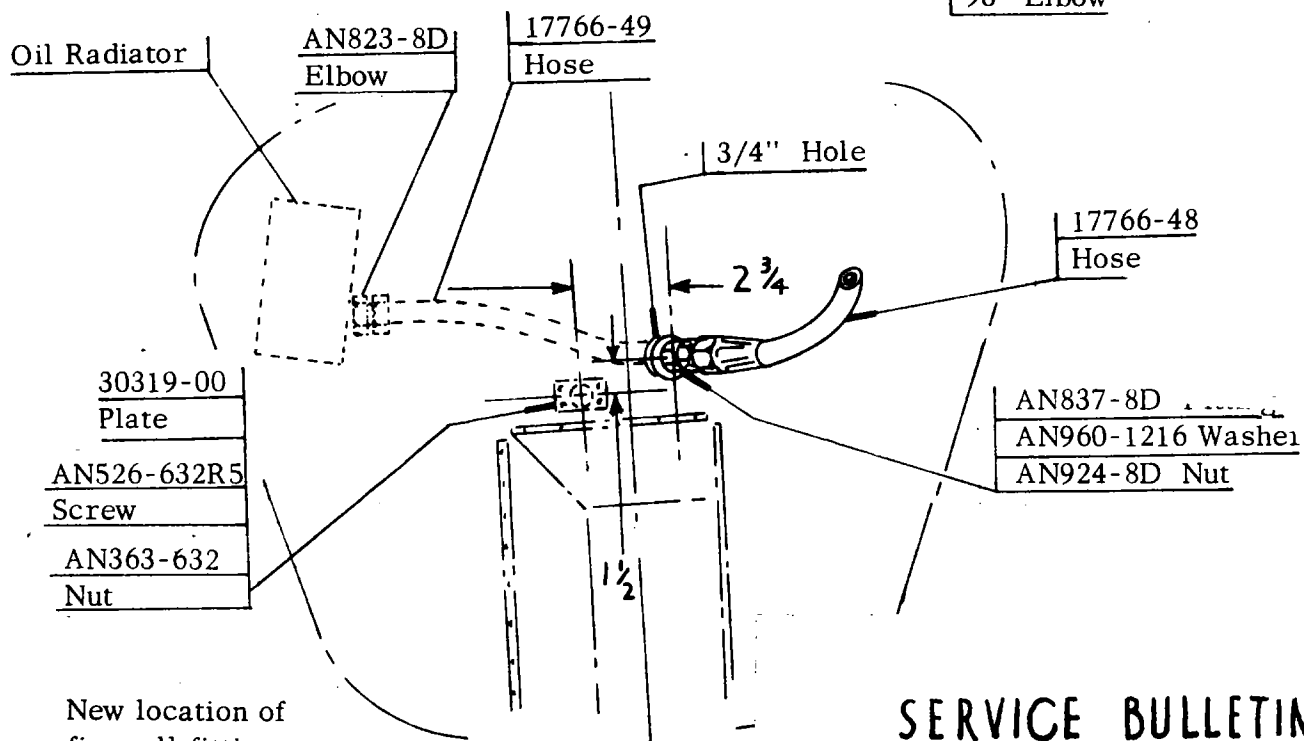 90° Elbow
Oil Radiator
AN823-8D
Elbow
17766-49
Hose
3/4" Hole
17766-48
Hose
2 3/4
30319-00
Plate
AN526-632R5
Screw
AN363-632
Nut
AN837-8D
AN960-1216 Washer
AN924-8D Nut
1 1/2
New location of
SERVICE BULLETIN